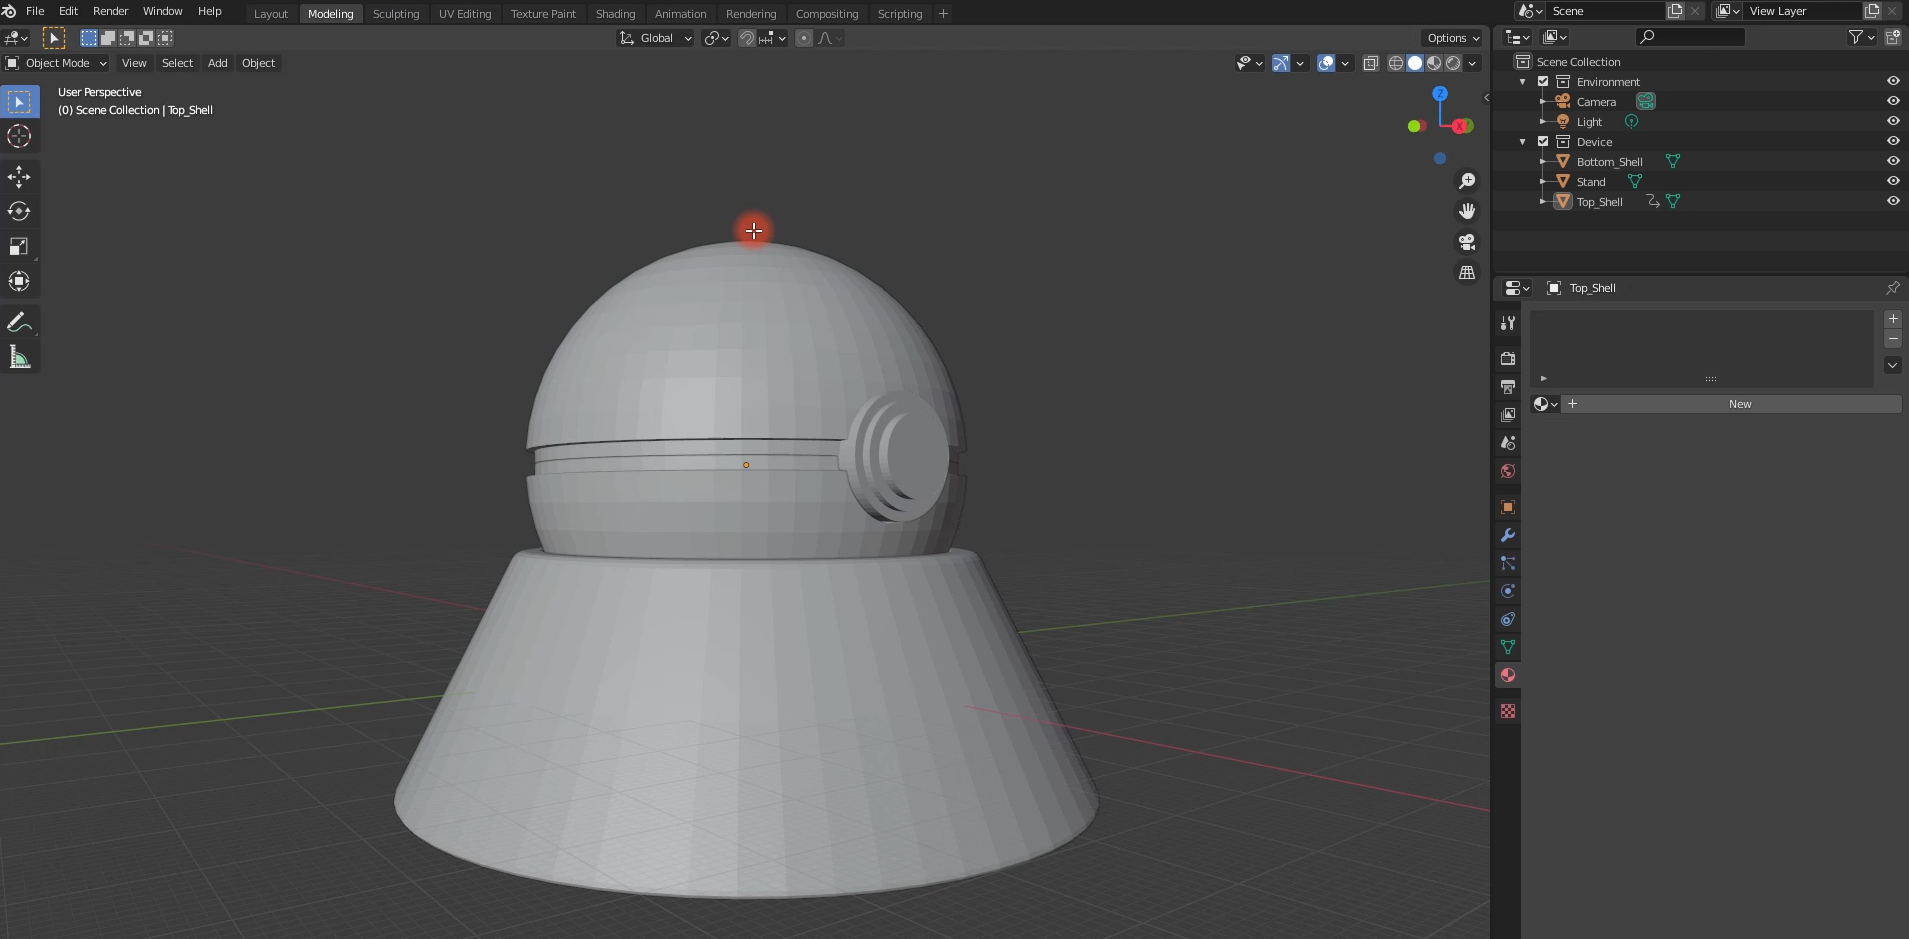 File Edit Render Window Help Layout Modeling Sculpting UV Editing Texture Paint Shading Animation Rendering Compositing Scripting + Scene View Layer
Global Options
Object Mode View Select Add Object
User Perspective
(0) Scene Collection | Top_Shell
Z
X
Scene Collection
Environment
Camera
Light
Device
Bottom_Shell
Stand
Top_Shell
Top_Shell
New